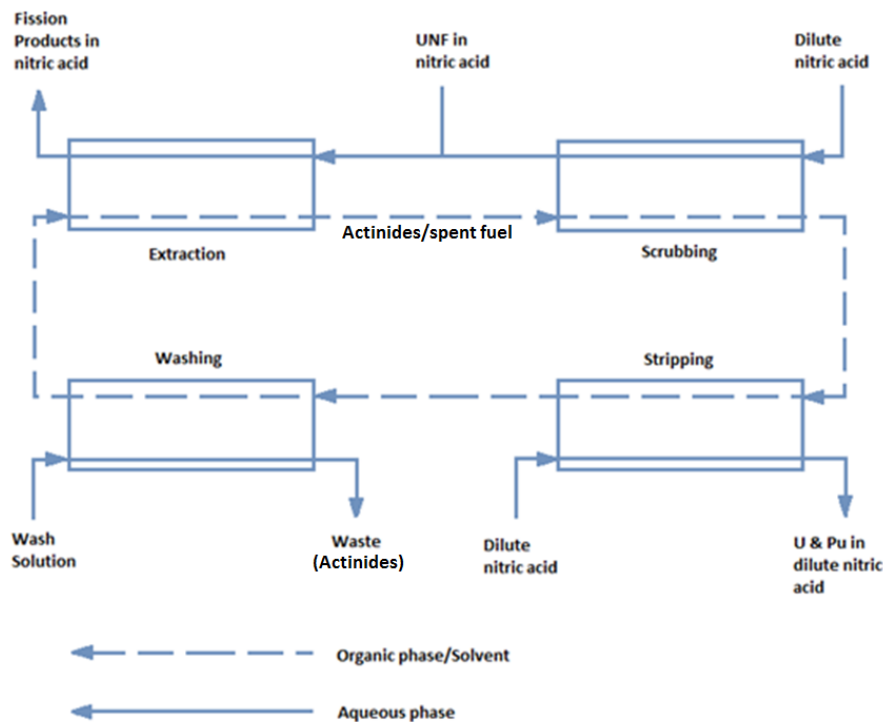 Fission
Products in
nitric acid
UNF in
nitric acid
Dilute
nitric acid
Actinides/spent fuel
Extraction
Scrubbing
Washing
Stripping
Wash
Solution
Waste
(Actinides)
Dilute
nitric acid
U & Pu in
dilute nitric
acid
Organic phase/Solvent
Aqueous phase